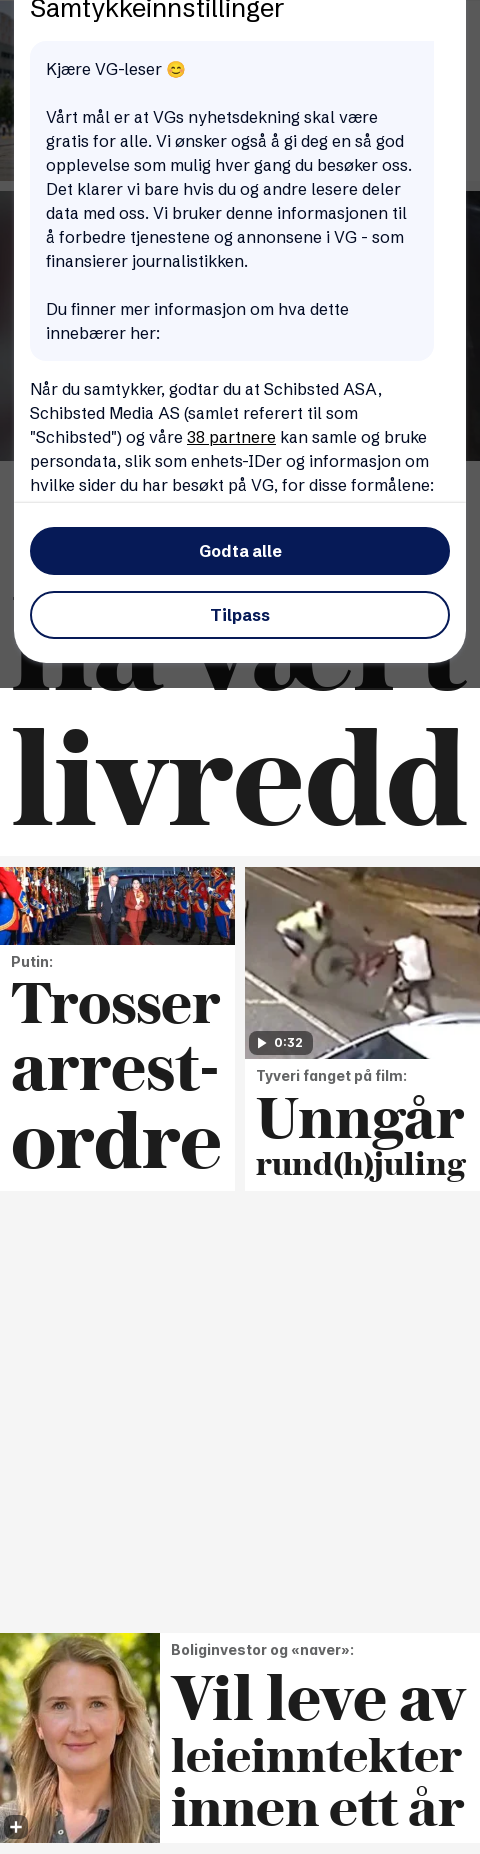 Samtykkeinnstillinger
Kjære VG-leser 😊
Vårt mål er at VGs nyhetsdekning skal være
gratis for alle. Vi ønsker også å gi deg en så god
opplevelse som mulig hver gang du besøker oss.
Det klarer vi bare hvis du og andre lesere deler
data med oss. Vi bruker denne informasjonen til
å forbedre tjenestene og annonsene i VG - som
finansierer journalistikken.
Du finner mer informasjon om hva dette
innebærer her:
Når du samtykker, godtar du at Schibsted ASA,
Schibsted Media AS (samlet referert til som
"Schibsted") og våre 38 partnere kan samle og bruke
persondata, slik som enhets-IDer og informasjon om
hvilke sider du har besøkt på VG, for disse formålene:
Godta alle
Tilpass
livredd
Putin:
Trosser
arrest-
ordre
0:32
Tyveri fanget på film:
Unngår
rund(h)juling
Boliginvestor og «naver»:
Vil leve av
leieinntekter
innen ett år